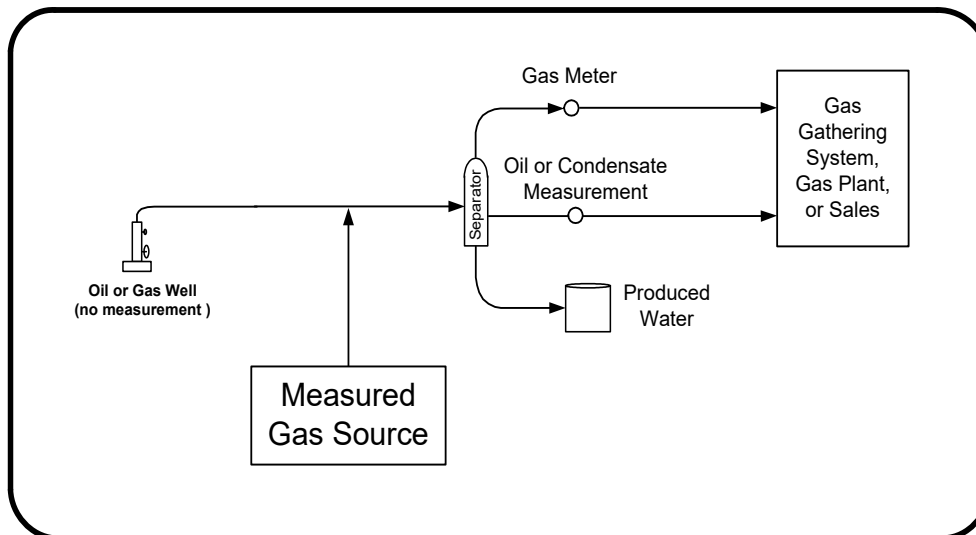 Gas Meter
Gas
Gathering
System,
Gas Plant,
or Sales
Oil or Condensate
Measurement
Separator
Oil or Gas Well
(no measurement )
Produced
Water
Measured
Gas Source